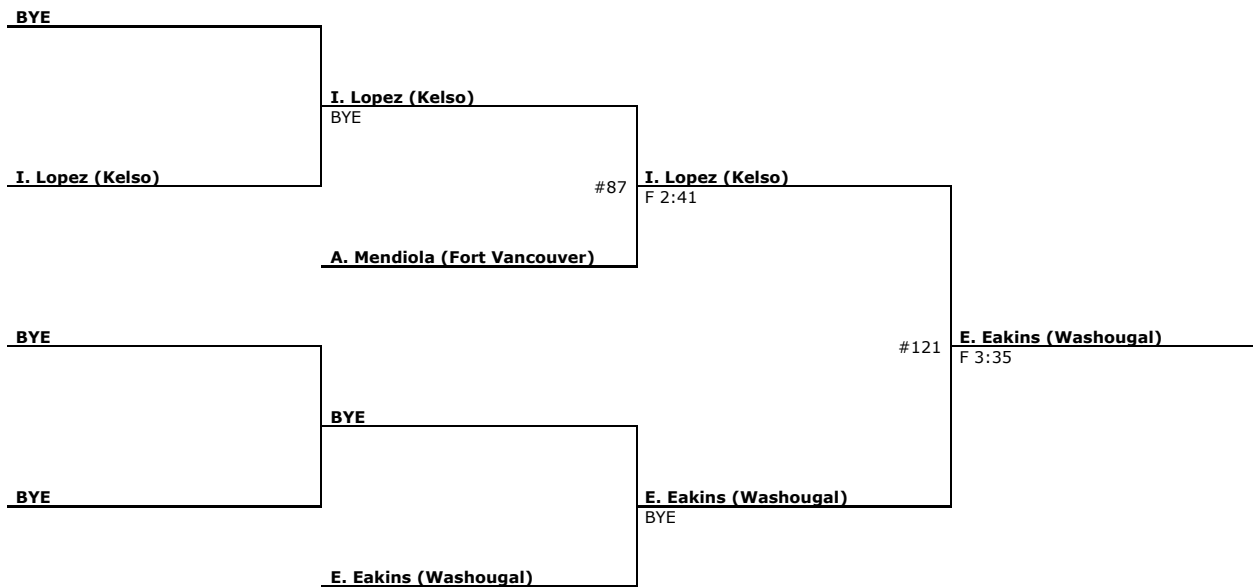 BYE
I. Lopez (Kelso)
BYE
I. Lopez (Kelso)
#87
I. Lopez (Kelso)
F 2:41
A. Mendiola (Fort Vancouver)
BYE
#121
E. Eakins (Washougal)
F 3:35
BYE
BYE
E. Eakins (Washougal)
BYE
E. Eakins (Washougal)